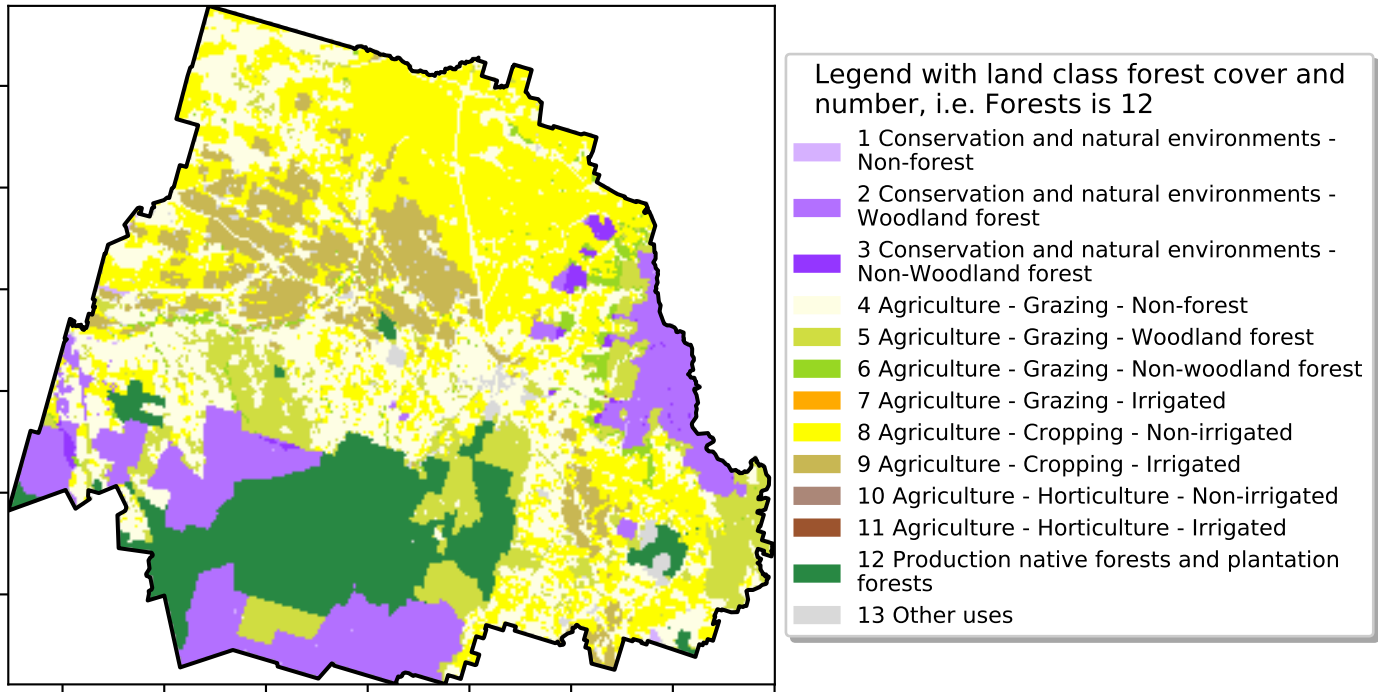 Legend with land class forest cover and
number, i.e. Forests is 12
1 Conservation and natural environments -
Non-forest
2 Conservation and natural environments -
Woodland forest
3 Conservation and natural environments -
Non-Woodland forest
4 Agriculture - Grazing - Non-forest
5 Agriculture - Grazing - Woodland forest
6 Agriculture - Grazing - Non-woodland forest
7 Agriculture - Grazing - Irrigated
8 Agriculture - Cropping - Non-irrigated
9 Agriculture - Cropping - Irrigated
10 Agriculture - Horticulture - Non-irrigated
11 Agriculture - Horticulture - Irrigated
12 Production native forests and plantation
forests
13 Other uses